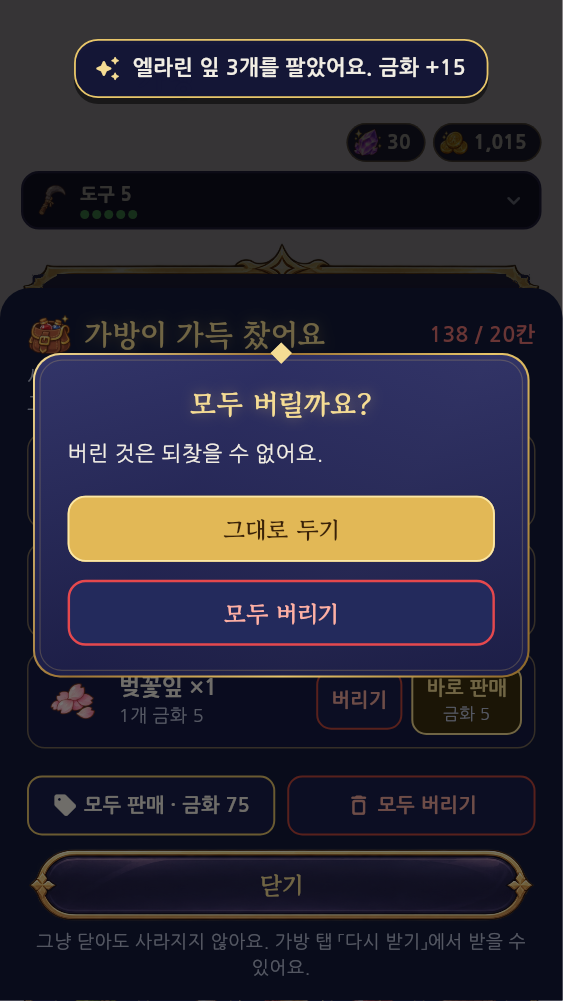 엘라린 잎 3개를 팔았어요. 금화 +15
30
1,015
도구 5
가방이 가득 찼어요
138 / 20칸
모두 버릴까요?
버린 것은 되찾을 수 없어요.
그대로 두기
모두 버리기
벚꽃잎 ×1
1개 금화 5
버리기
바로 판매
금화 5
모두 판매 · 금화 75
모두 버리기
닫기
그냥 닫아도 사라지지 않아요. 가방 탭 「다시 받기」에서 받을 수
있어요.